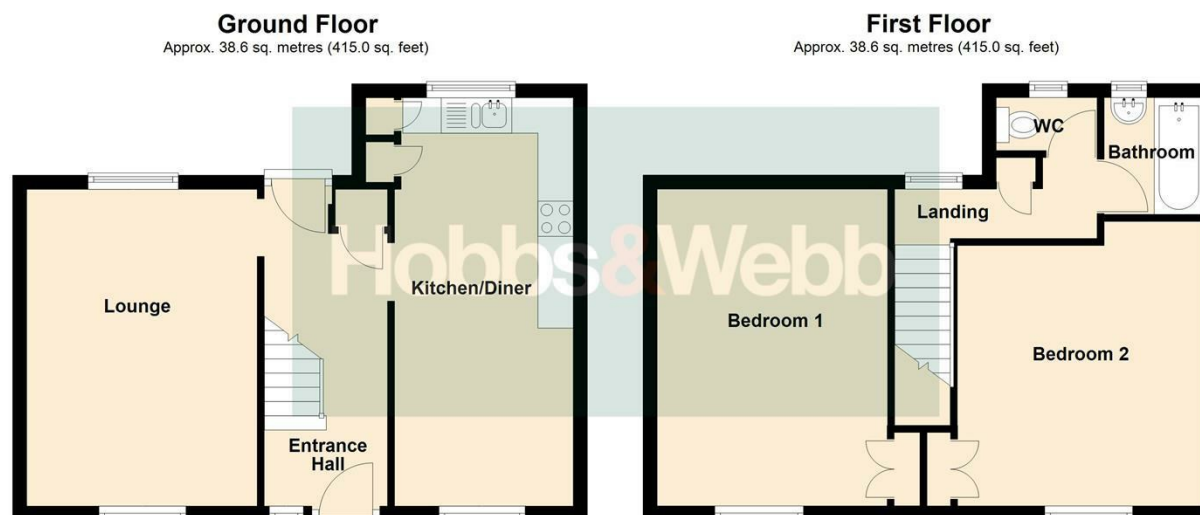 Ground Floor
Approx. 38.6 sq. metres (415.0 sq. feet)
Lounge
Kitchen/Diner
Entrance
Hall
First Floor
Approx. 38.6 sq. metres (415.0 sq. feet)
WC
Bathroom
Landing
Bedroom 1
Bedroom 2
Hobbs&Webb